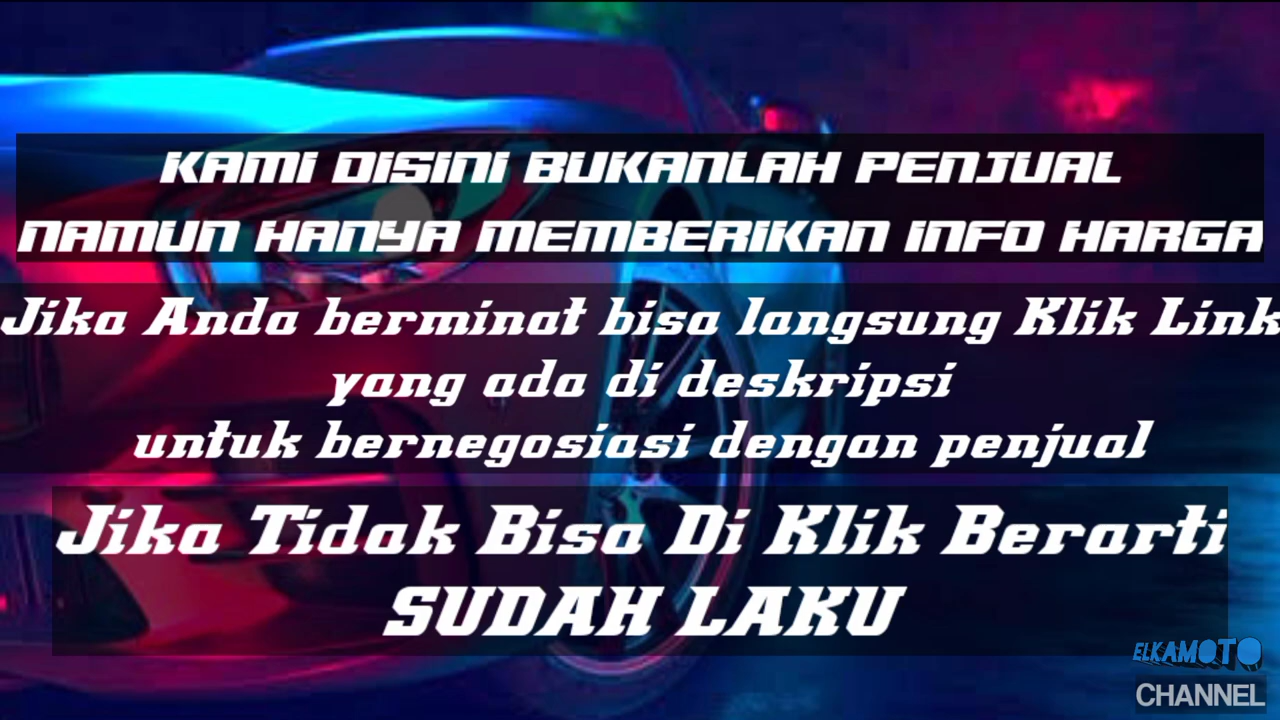 KAMI DISINI BUKANLAH PENJUAL
NAMUN HANYA MEMBERIKAN INFO HARGA
Jika Anda berminat bisa langsung Klik Link
yang ada di deskripsi
untuk bernegosiasi dengan penjual
Jika Tidak Bisa Di Klik Berarti
SUDAH LAKU
ELKAMOTO
CHANNEL